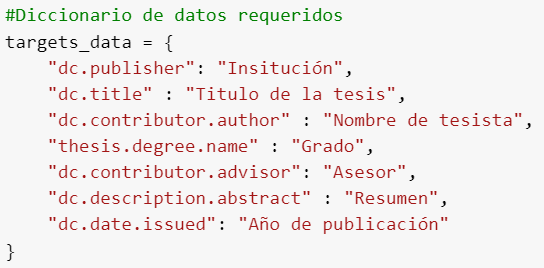 #Diccionario de datos requeridos
targets_data = {
    "dc.publisher": "Insitución",
    "dc.title" : "Titulo de la tesis",
    "dc.contributor.author" : "Nombre de tesista",
    "thesis.degree.name" : "Grado",
    "dc.contributor.advisor": "Asesor",
    "dc.description.abstract" : "Resumen",
    "dc.date.issued": "Año de publicación"
}